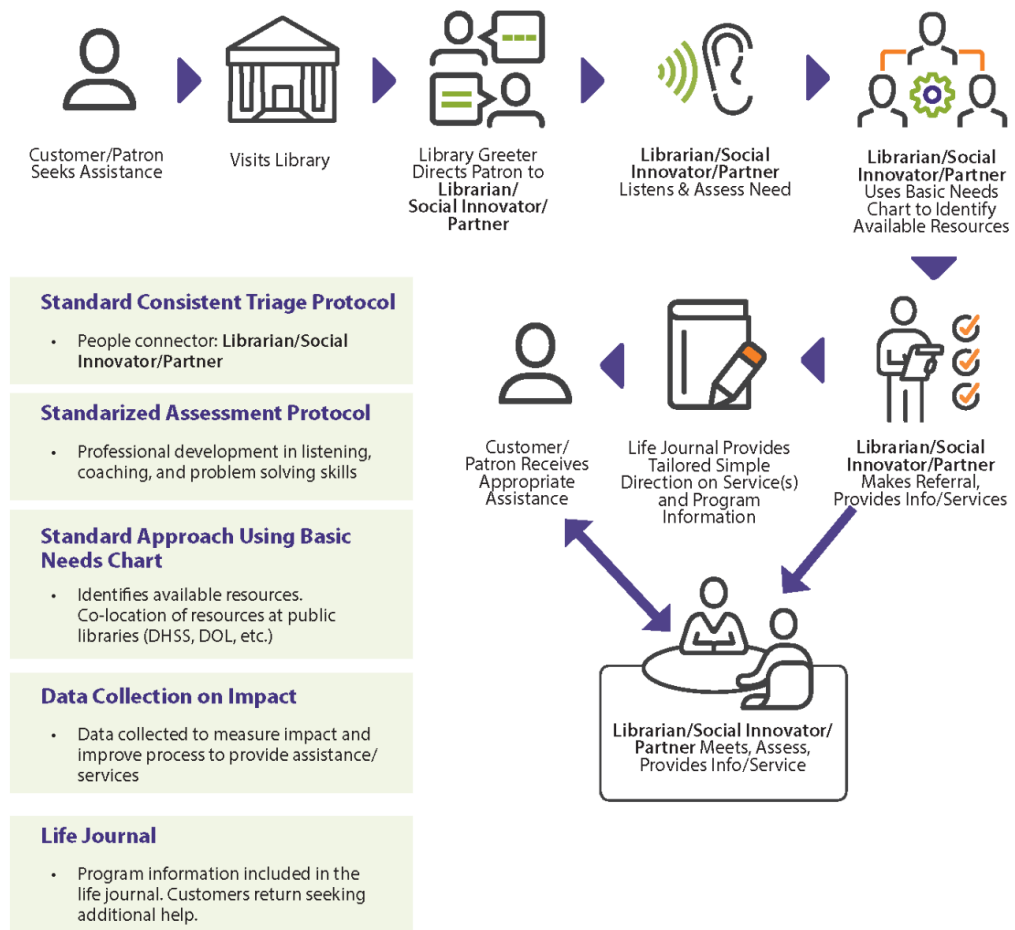 Customer/Patron
Seeks Assistance
Visits Library
Library Greeter
Directs Patron to
Librarian/
Social Innovator/
Partner
Librarian/Social
Innovator/Partner
Listens & Assess Need
Librarian/Social
Innovator/Partner
Uses Basic Needs
Chart to Identify
Available Resources
Librarian/Social
Innovator/Partner
Makes Referral,
Provides Info/Services
Life Journal Provides
Tailored Simple
Direction on Service(s)
and Program
Information
Customer/
Patron Receives
Appropriate
Assistance
Librarian/Social Innovator/
Partner Meets, Assess,
Provides Info/Service
Standard Consistent Triage Protocol
• People connector: Librarian/Social
Innovator/Partner
Standarized Assessment Protocol
• Professional development in listening,
coaching, and problem solving skills
Standard Approach Using Basic
Needs Chart
• Identifies available resources.
Co-location of resources at public
libraries (DHSS, DOL, etc.)
Data Collection on Impact
• Data collected to measure impact and
improve process to provide assistance/
services
Life Journal
• Program information included in the
life journal. Customers return seeking
additional help.